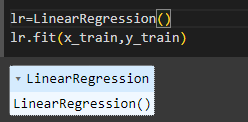 lr=LinearRegression()
lr.fit(x_train,y_train)
▾ LinearRegression
LinearRegression()